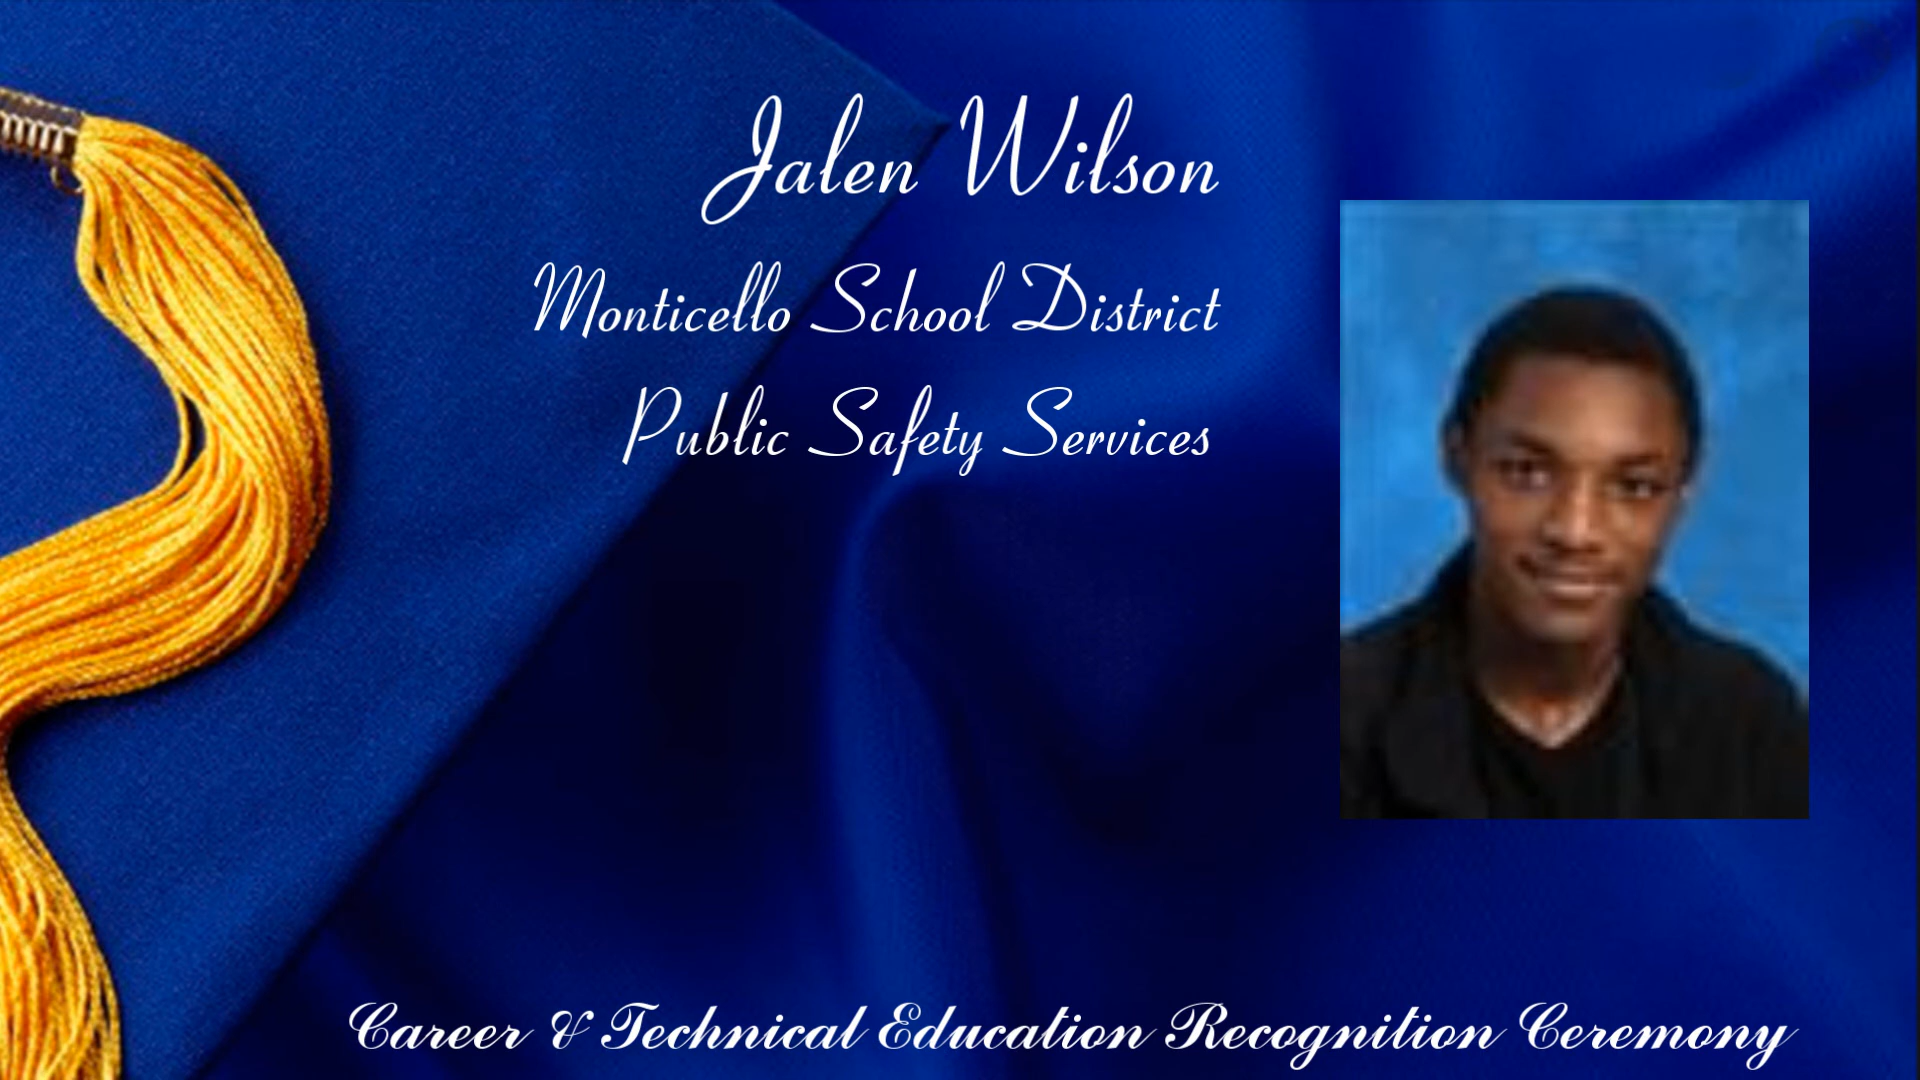 Jalen Wilson
Monticello School District
Public Safety Services
Career & Technical Education Recognition Ceremony